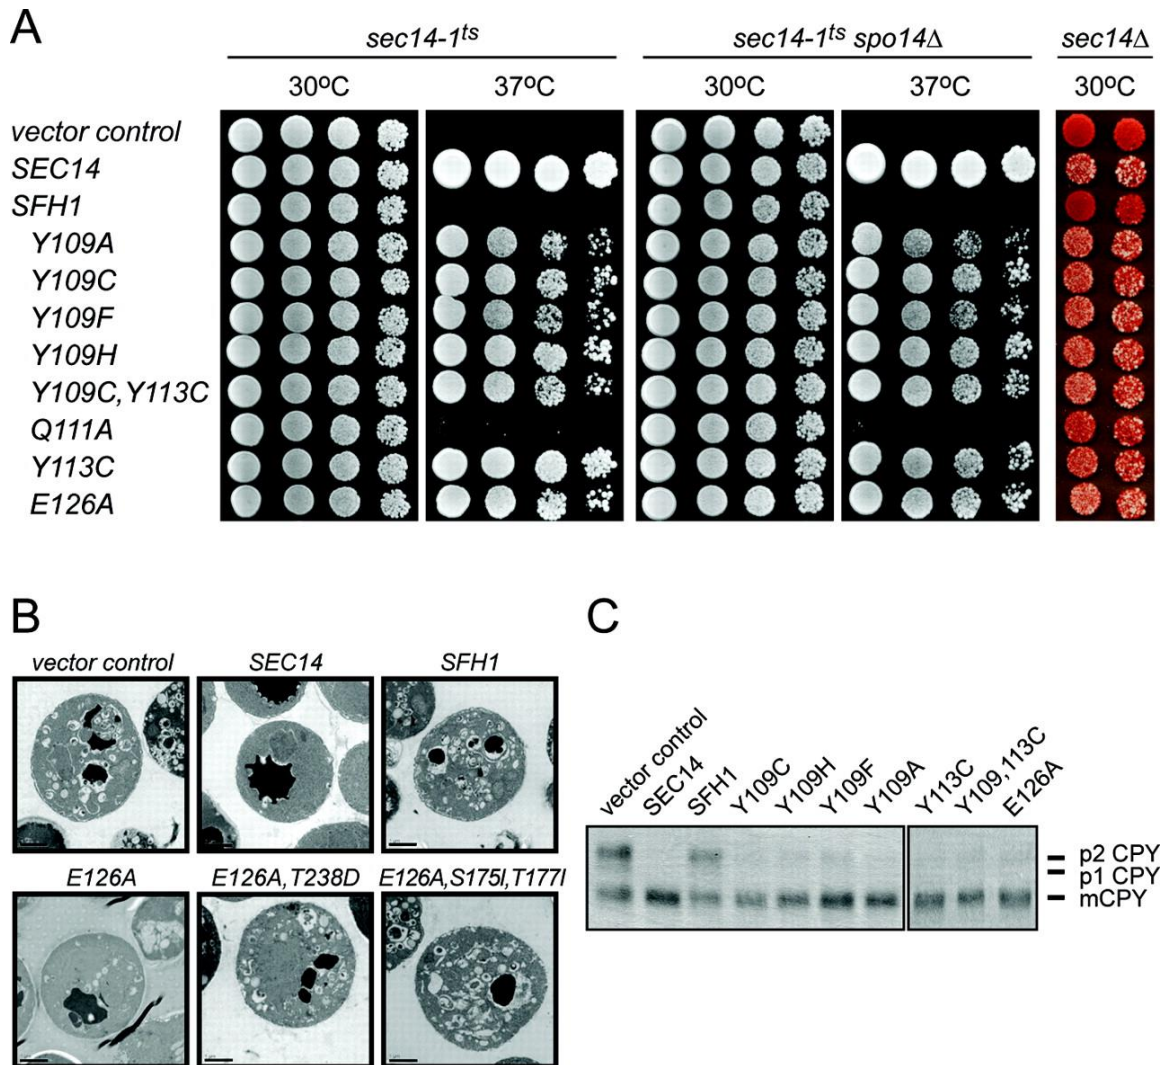 A
sec14-1ts sec14-1ts spo14Δ sec14Δ
30ºC 37ºC 30ºC 37ºC 30ºC
vector control
SEC14
SFH1
Y109A
Y109C
Y109F
Y109H
Y109C,Y113C
Q111A
Y113C
E126A
B
vector control SEC14 SFH1
E126A E126A,T238D E126A,S175I,T177I
C
vector control SEC14 SFH1 Y109C Y109H Y109F Y109A Y113C Y109,113C E126A
p2 CPY
p1 CPY
mCPY